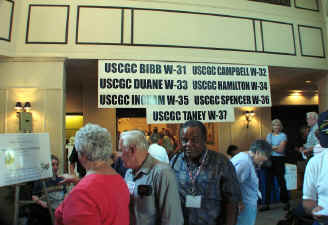 USCGC BIBB W-31 USCGC CAMPBELL W-32
USCGC DUANE W-33 USCGC HAMILTON W-34
USCGC INGHAM W-35 USCGC SPENCER W-36
USCGC TANEY W-37